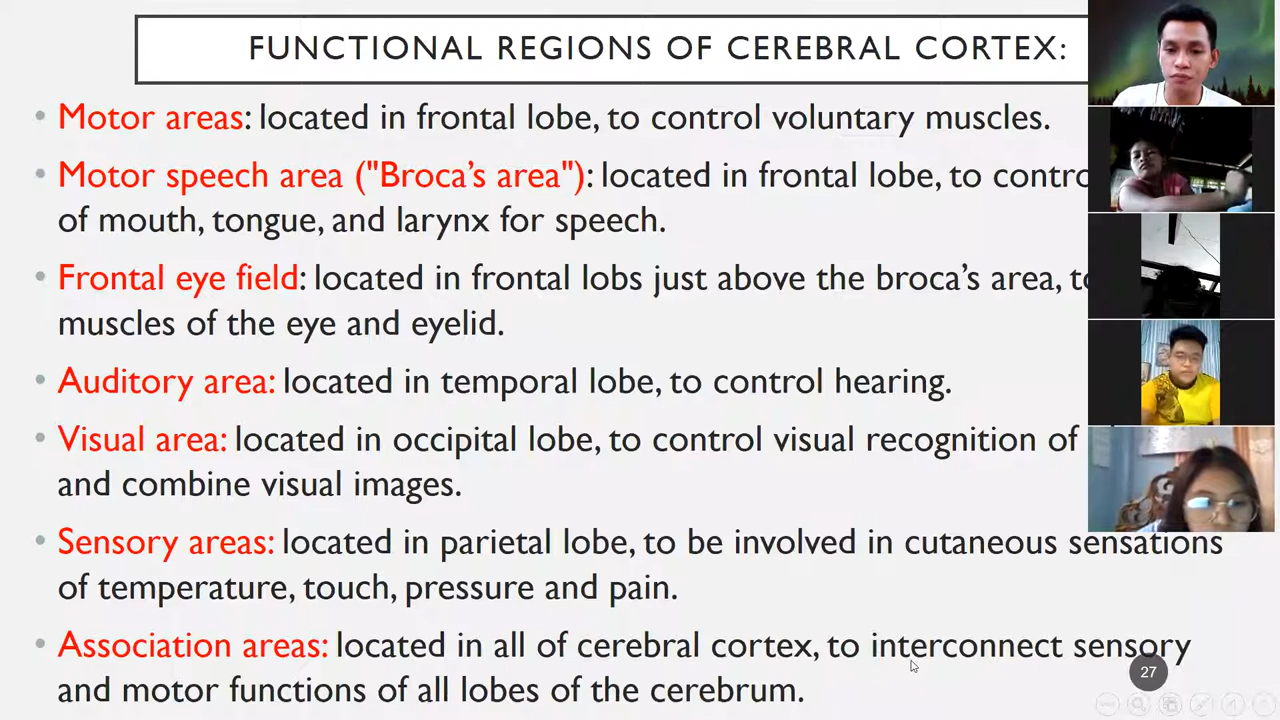 FUNCTIONAL REGIONS OF CEREBRAL CORTEX:
• Motor areas: located in frontal lobe, to control voluntary muscles.
• Motor speech area ("Broca's area"): located in frontal lobe, to
of mouth, tongue, and larynx for speech.
• Frontal eye field: located in frontal lobs just above the broca's area,
muscles of the eye and eyelid.
• Auditory area: located in temporal lobe, to control hearing.
• Visual area: located in occipital lobe, to control visual recognition of
and combine visual images.
• Sensory areas: located in parietal lobe, to be involved in cutaneous sensations
of temperature, touch, pressure and pain.
• Association areas: located in all of cerebral cortex, to interconnect sensory
and motor functions of all lobes of the cerebrum.
27